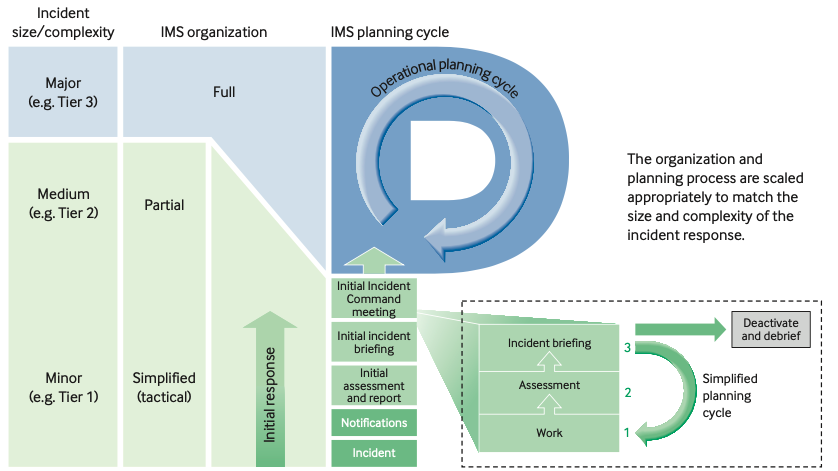 Incident
size/complexity
IMS organization
IMS planning cycle
Major
(e.g. Tier 3)
Full
Operational planning cycle
Medium
(e.g. Tier 2)
Partial
The organization and
planning process are scaled
appropriately to match the
size and complexity of the
incident response.
Minor
(e.g. Tier 1)
Simplified
(tactical)
Initial response
Initial Incident
Command
meeting
Initial incident
briefing
Initial
assessment
and report
Notifications
Incident
Incident briefing
Assessment
Work
3
2
1
Deactivate
and debrief
Simplified
planning
cycle